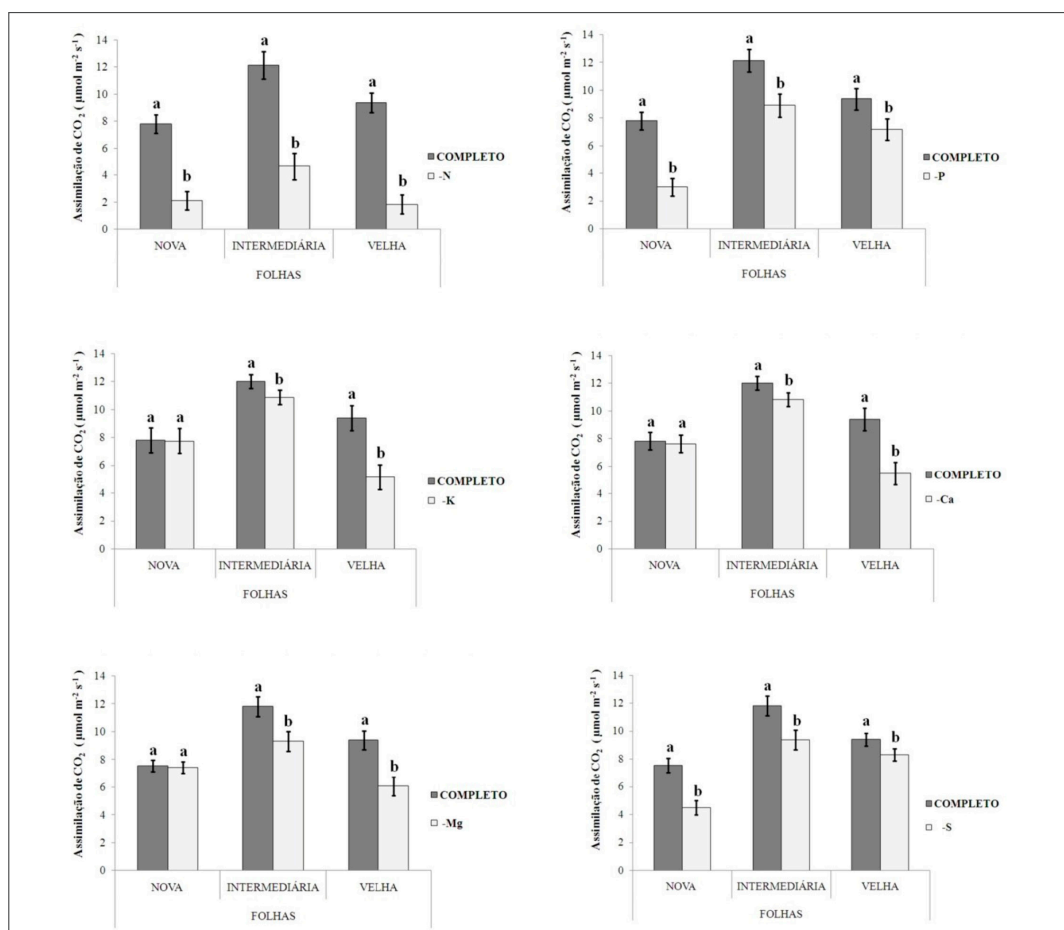 Assimilação de CO₂ ( µmol m⁻² s⁻¹)
14
12
10
8
6
4
2
0
a
b
a
b
a
b
NOVA
INTERMEDIÁRIA
VELHA
FOLHAS
COMPLETO
-N
Assimilação de CO₂ ( µmol m⁻² s⁻¹)
14
12
10
8
6
4
2
0
a
b
a
b
a
b
NOVA
INTERMEDIÁRIA
VELHA
FOLHAS
COMPLETO
-P
Assimilação de CO₂ ( µmol m⁻² s⁻¹)
14
12
10
8
6
4
2
0
a
a
a
b
a
b
NOVA
INTERMEDIÁRIA
VELHA
FOLHAS
COMPLETO
-K
Assimilação de CO₂ ( µmol m⁻² s⁻¹)
14
12
10
8
6
4
2
0
a
a
a
b
a
b
NOVA
INTERMEDIÁRIA
VELHA
FOLHAS
COMPLETO
-Ca
Assimilação de CO₂ ( µmol m⁻² s⁻¹)
14
12
10
8
6
4
2
0
a
a
a
b
a
b
NOVA
INTERMEDIÁRIA
VELHA
FOLHAS
COMPLETO
-Mg
Assimilação de CO₂ ( µmol m⁻² s⁻¹)
14
12
10
8
6
4
2
0
a
b
a
b
a
b
NOVA
INTERMEDIÁRIA
VELHA
FOLHAS
COMPLETO
-S